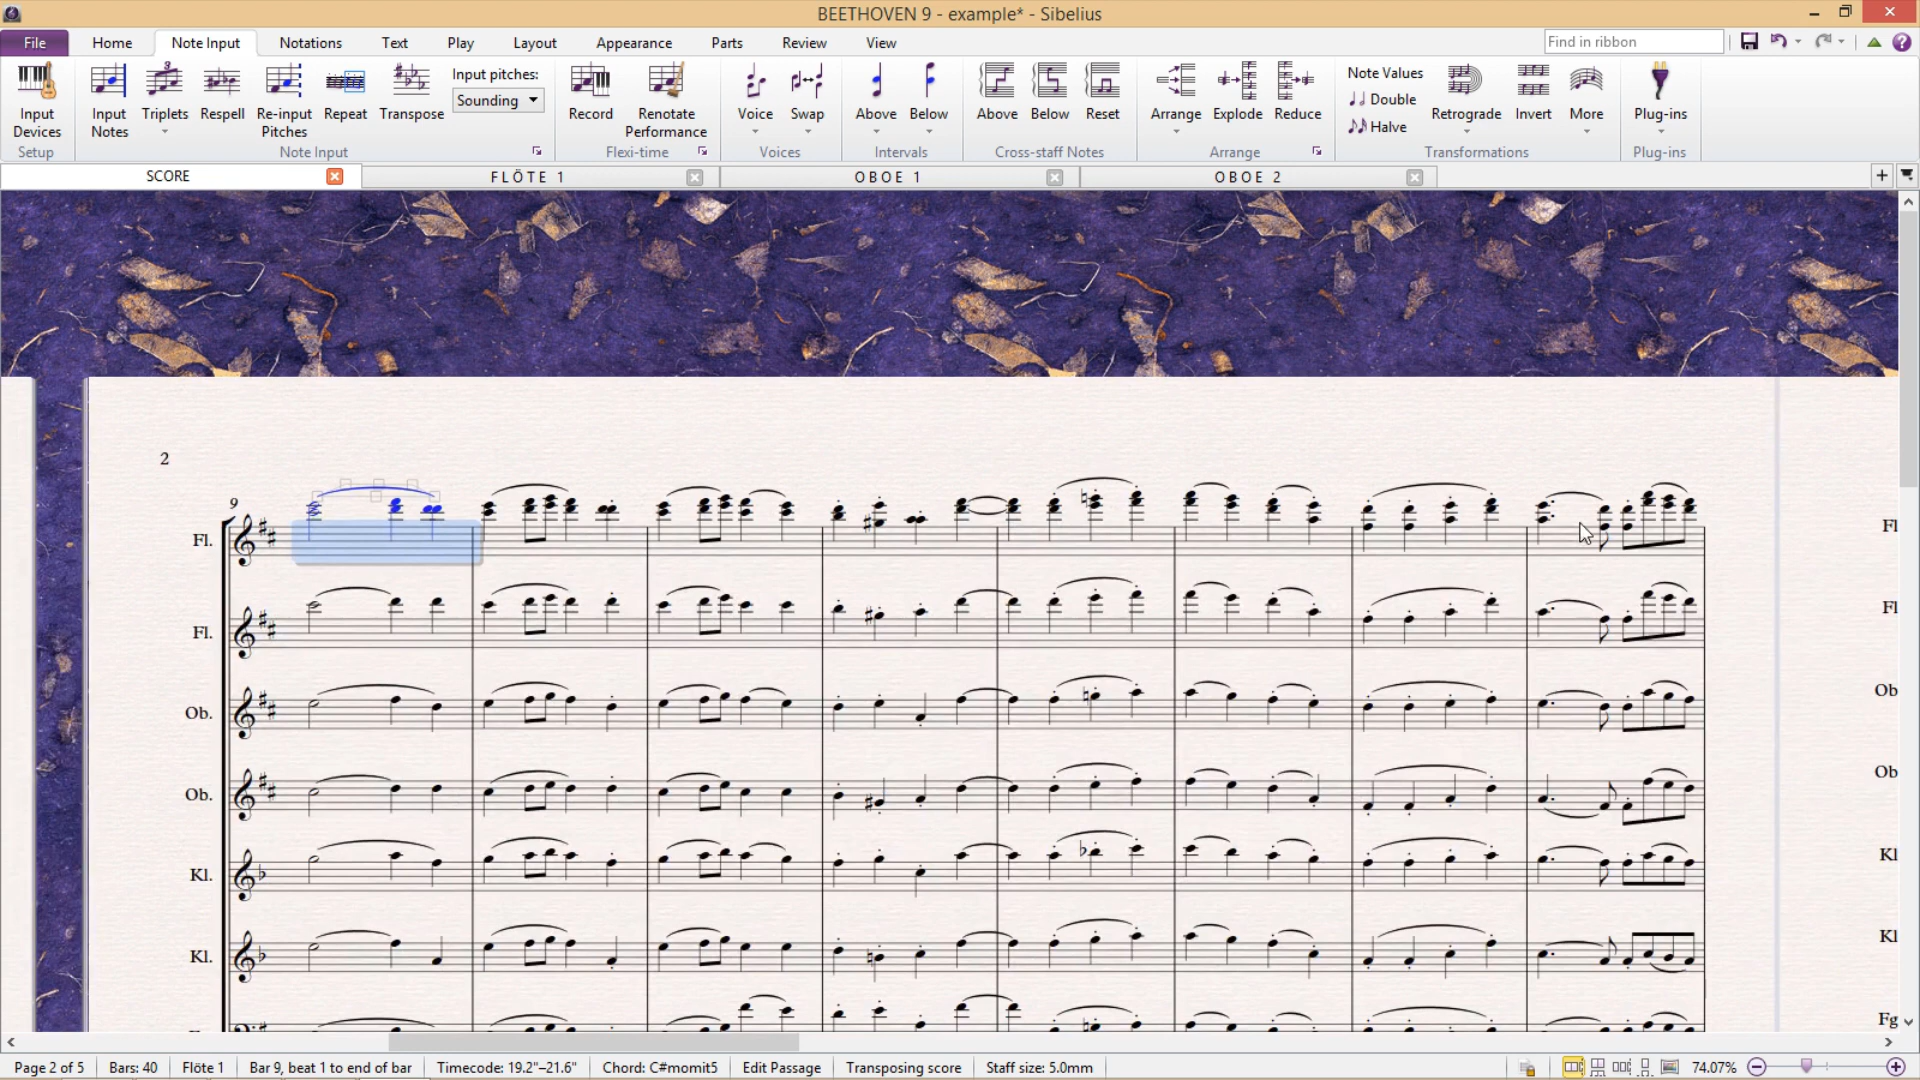 BEETHOVEN 9 - example* - Sibelius
File Home Note Input Notations Text Play Layout Appearance Parts Review View Find in ribbon
Input Devices
Input Notes
Triplets
Respell
Re-input Pitches
Repeat
Transpose
Input pitches:
Sounding
Record
Renotate Performance
Voice
Swap
Above
Below
Above
Below
Reset
Arrange
Explode
Reduce
Note Values
Double
Halve
Retrograde
Invert
More
Plug-ins
Setup Note Input Flexi-time Voices Intervals Cross-staff Notes Arrange Transformations Plug-ins
SCORE FLÖTE 1 OBOE 1 OBOE 2
2
9
Fl. Fl
Fl. Fl
Ob. Ob
Ob. Ob
Kl. Kl
Kl. Kl
Fg
Page 2 of 5 Bars: 40 Flöte 1 Bar 9, beat 1 to end of bar Timecode: 19.2"–21.6" Chord: C#momit5 Edit Passage Transposing score Staff size: 5.0mm 74.07%